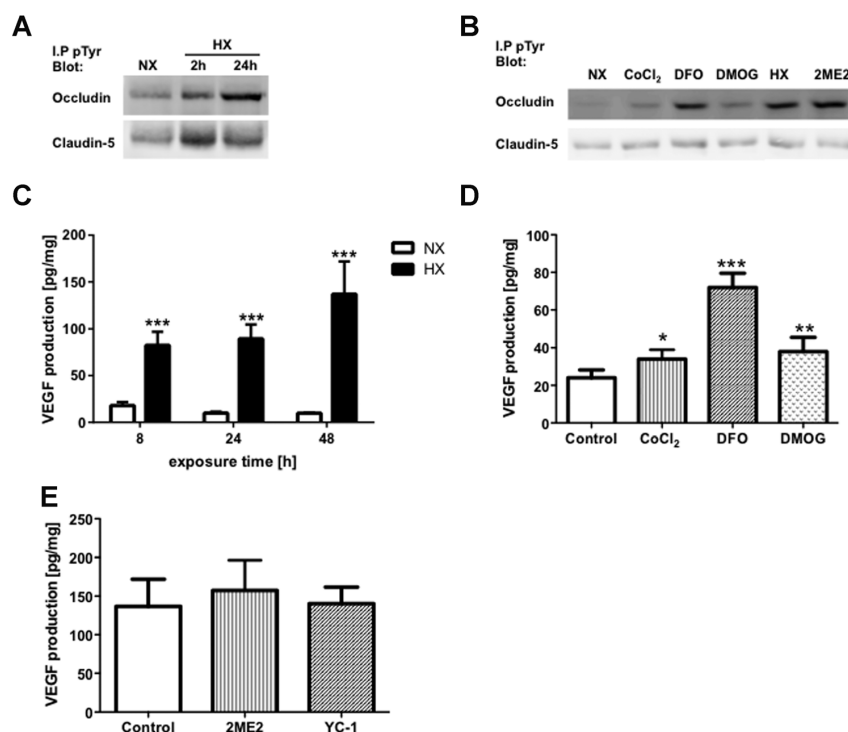 A
I.P pTyr
Blot:
HX
NX 2h 24h
Occludin
Claudin-5
B
I.P pTyr
Blot:
NX CoCl₂ DFO DMOG HX 2ME2
Occludin
Claudin-5
C
VEGF production [pg/mg]
200
150
100
50
0
***
***
***
8 24 48
exposure time [h]
NX
HX
D
VEGF production [pg/mg]
100
80
60
40
20
0
*
***
**
Control CoCl₂ DFO DMOG
E
VEGF production [pg/mg]
250
200
150
100
50
0
Control 2ME2 YC-1